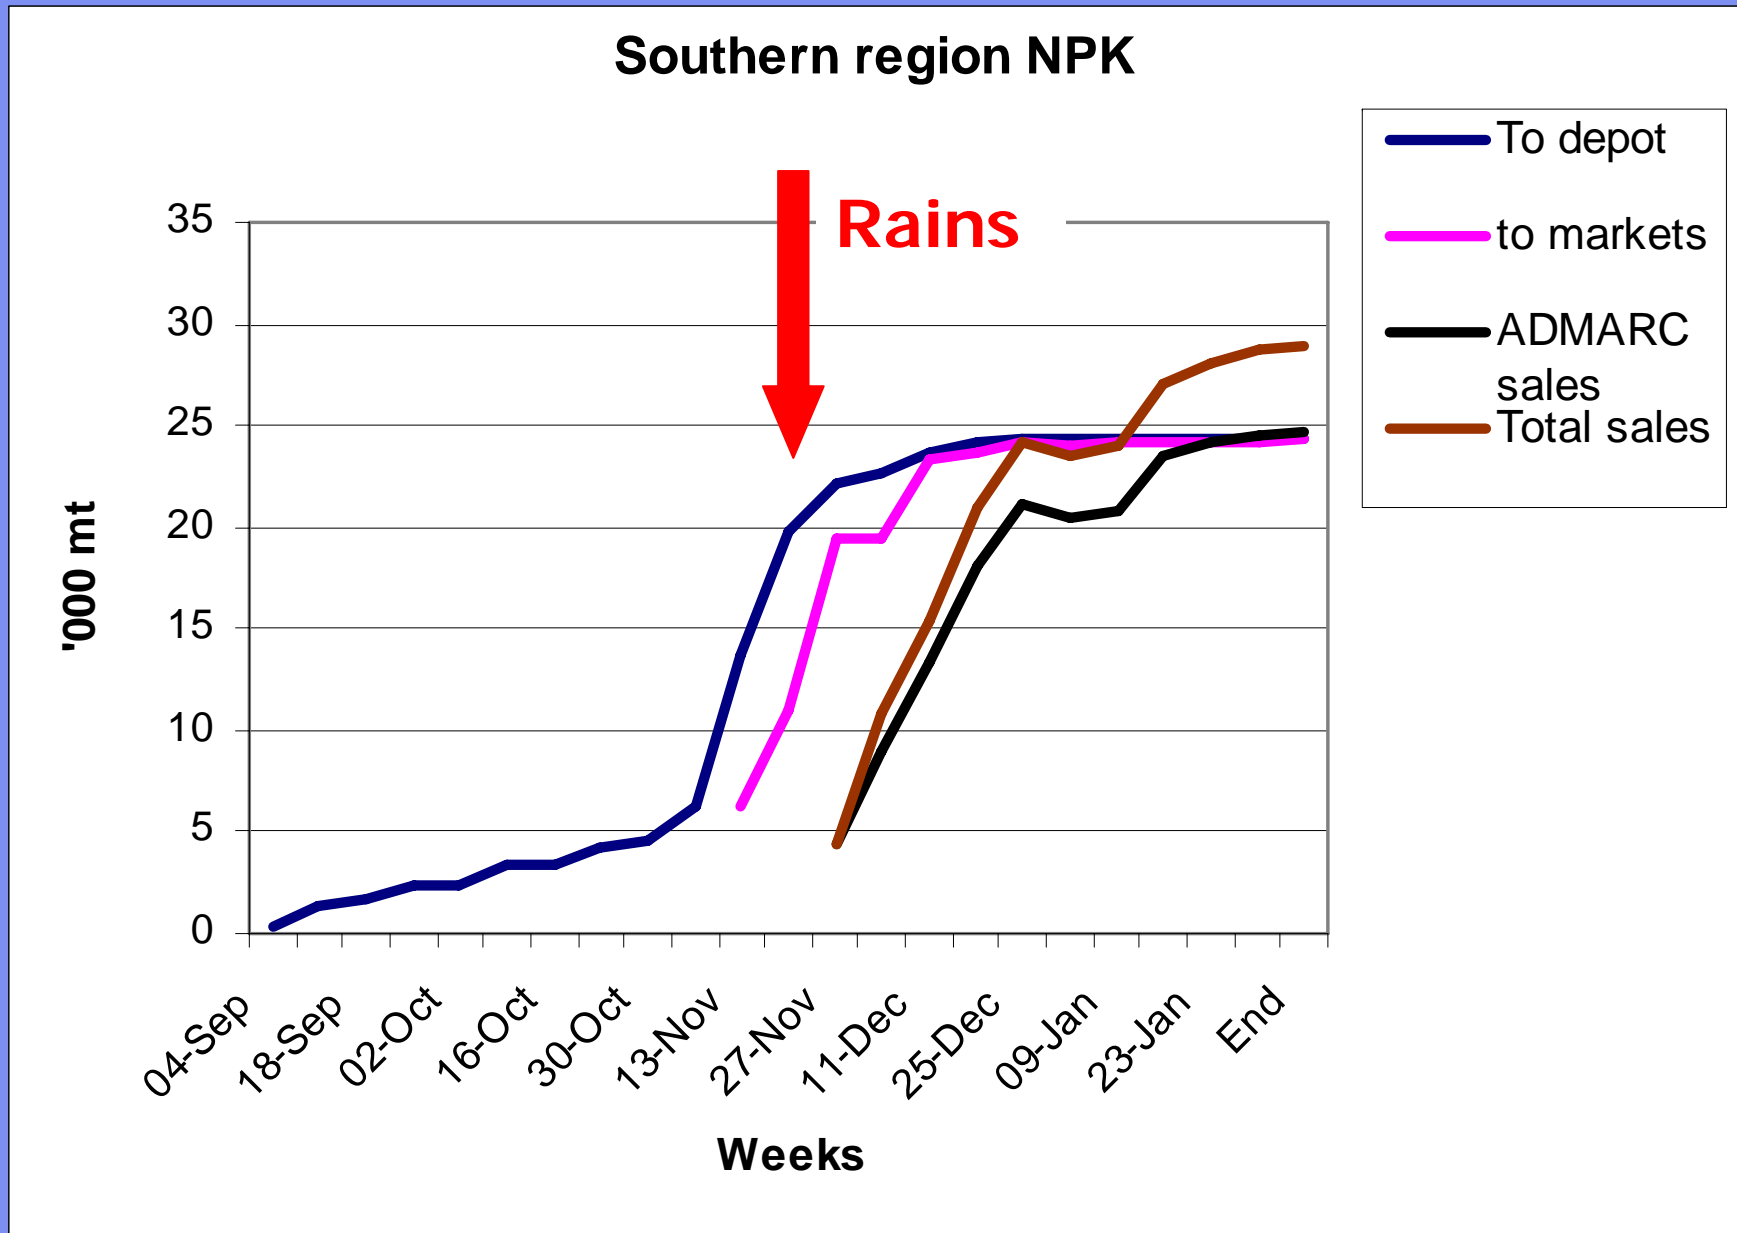 Southern region NPK
To depot
to markets
ADMARC
sales
Total sales
Rains
35
30
25
20
15
10
5
0
'000 mt
04-Sep
18-Sep
02-Oct
16-Oct
30-Oct
13-Nov
27-Nov
11-Dec
25-Dec
09-Jan
23-Jan
End
Weeks